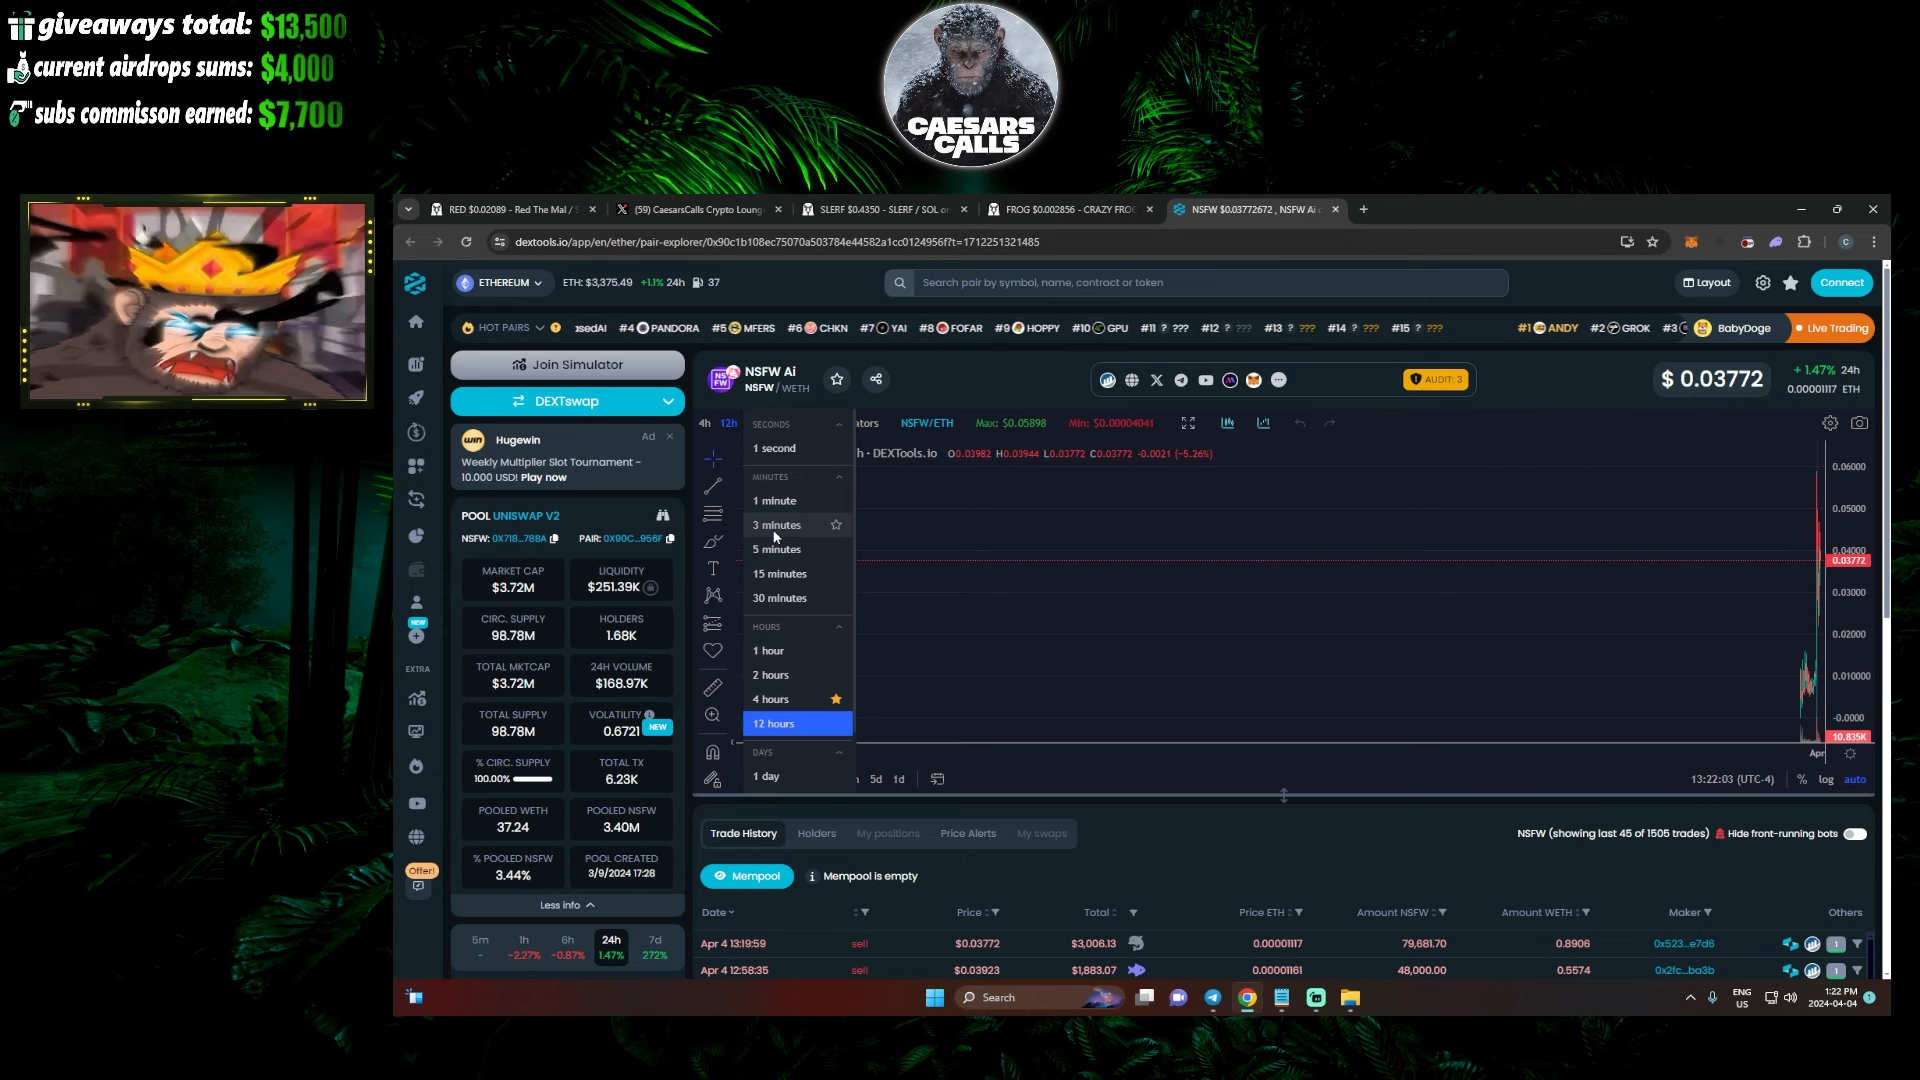 giveaways total: $13,500
current airdrops sums: $4,000
subs commisson earned: $7,700
CAESARS
CALLS
RED $0.02089 - Red The Mal / S
(59) CaesarsCalls Crypto Loung
SLERF $0.4350 - SLERF / SOL on
FROG $0.002856 - CRAZY FROG
NSFW $0.03772672 , NSFW Ai
dextools.io/app/en/ether/pair-explorer/0x90c1b108ec75070a503784e44582a1cc0124956f?t=1712251321485
ETHEREUM
ETH: $3,375.49 +1.1% 24h 37
Search pair by symbol, name, contract or token
Layout
Connect
HOT PAIRS
asedAI #4 PANDORA #5 MFERS #6 CHKN #7 YAI #8 FOFAR #9 HOPPY #10 GPU #11 ? ??? #12 ? ??? #13 ? ??? #14 ? ??? #15 ? ???
#1 ANDY #2 GROK #3 BabyDoge Live Trading
Join Simulator
DEXTswap
Hugewin Ad
Weekly Multiplier Slot Tournament -
10.000 USD! Play now
NSFW Ai
NSFW / WETH
AUDIT: 3
$ 0.03772
+ 1.47% 24h
0.00001117 ETH
4h 12h
ators NSFW/ETH Max: $0.05898 Min: $0.00004041
h · DEXTools.io O0.03982 H0.03944 L0.03772 C0.03772 -0.0021 (-5.26%)
SECONDS
1 second
MINUTES
1 minute
3 minutes
5 minutes
15 minutes
30 minutes
HOURS
1 hour
2 hours
4 hours
12 hours
DAYS
1 day
0.06000
0.05000
0.04000
0.03772
0.03000
0.02000
0.010000
-0.0000
10.835K
Apr
5d 1d
13:22:03 (UTC-4) % log auto
POOL UNISWAP V2
NSFW: 0X718...7BBA PAIR: 0X90C...956F
MARKET CAP
$3.72M
LIQUIDITY
$251.39K
CIRC. SUPPLY
98.78M
HOLDERS
1.68K
TOTAL MKTCAP
$3.72M
24H VOLUME
$168.97K
TOTAL SUPPLY
98.78M
VOLATILITY
0.6721
NEW
% CIRC. SUPPLY
100.00%
TOTAL TX
6.23K
POOLED WETH
37.24
POOLED NSFW
3.40M
% POOLED NSFW
3.44%
POOL CREATED
3/9/2024 17:28
Less info
5m 1h 6h 24h 7d
- -2.27% -0.87% 1.47% 272%
NEW
EXTRA
Offer!
Trade History Holders My positions Price Alerts My swaps
NSFW (showing last 45 of 1505 trades) Hide front-running bots
Mempool Mempool is empty
Date Price Total Price ETH Amount NSFW Amount WETH Maker Others
Apr 4 13:19:59 sell $0.03772 $3,006.13 0.00001117 79,681.70 0.8906 0x523...e7d6 1
Apr 4 12:58:35 sell $0.03923 $1,883.07 0.00001161 48,000.00 0.5574 0x2fc...ba3b 1
Search
ENG
US
1:22 PM
2024-04-04
1